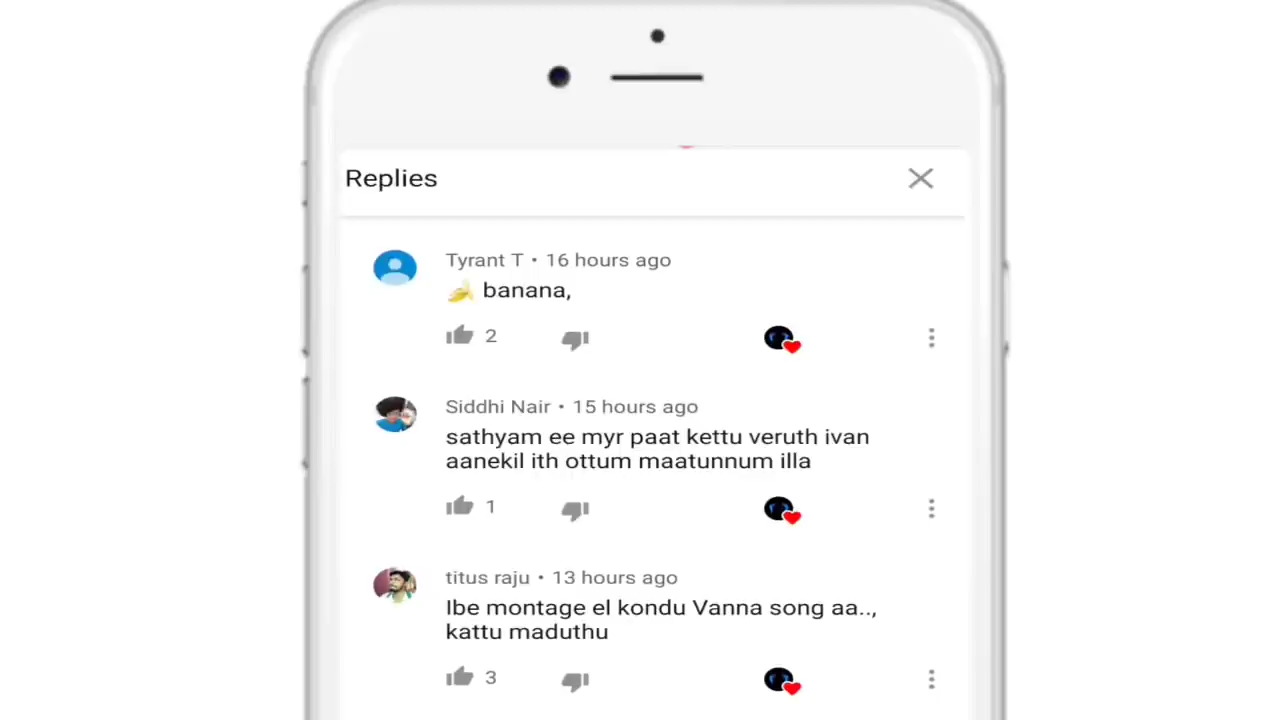 Replies
Tyrant T • 16 hours ago
🍌 banana,
2
Siddhi Nair • 15 hours ago
sathyam ee myr paat kettu veruth ivan
aanekil ith ottum maatunnum illa
1
titus raju • 13 hours ago
Ibe montage el kondu Vanna song aa..,
kattu maduthu
3